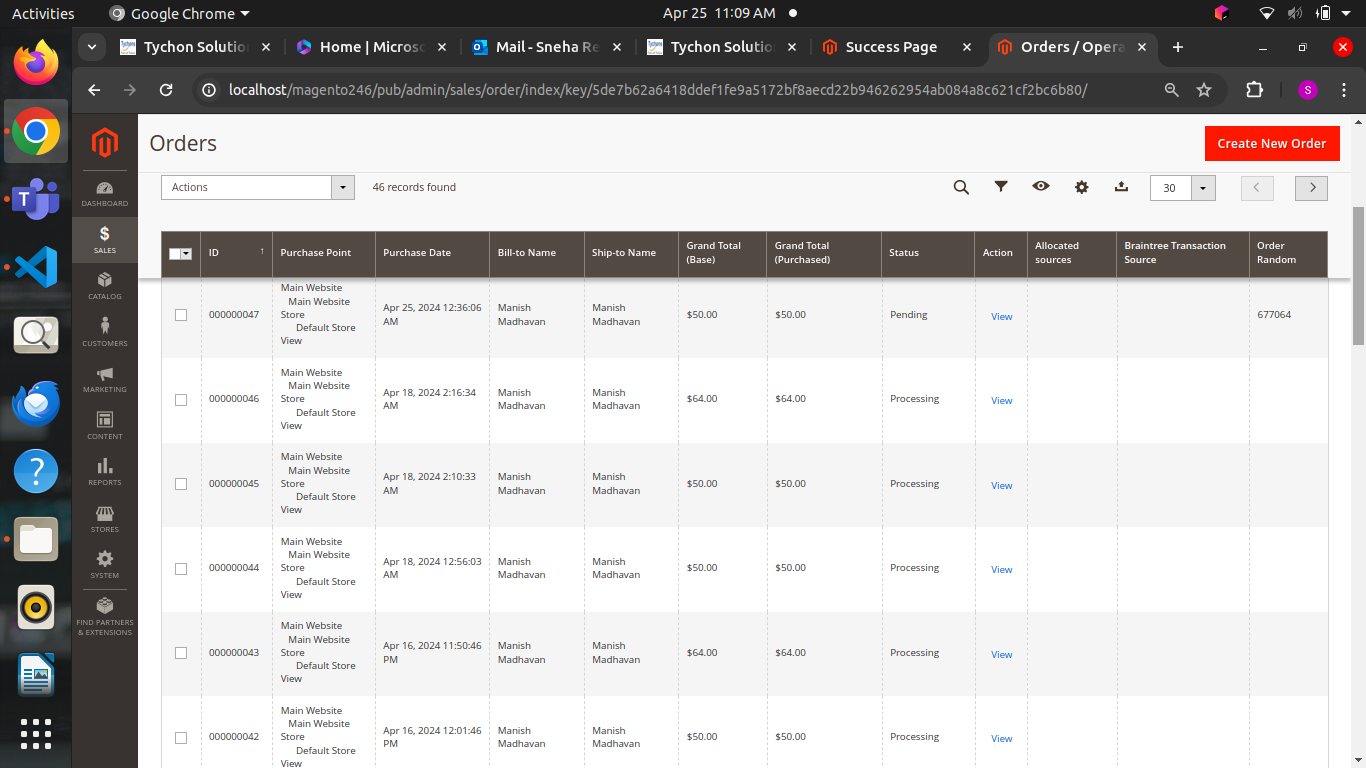 Activities
Google Chrome
Apr 25 11:09 AM
Tychon Solution
Home | Microso
Mail - Sneha Re
Tychon Solution
Success Page
Orders / Opera
localhost/magento246/pub/admin/sales/order/index/key/5de7b62a6418ddef1fe9a5172bf8aecd22b946262954ab084a8c621cf2bc6b80/
S
DASHBOARD
SALES
CATALOG
CUSTOMERS
MARKETING
CONTENT
REPORTS
STORES
SYSTEM
FIND PARTNERS
& EXTENSIONS
Orders
Create New Order
Actions
46 records found
30
ID ↑
Purchase Point
Purchase Date
Bill-to Name
Ship-to Name
Grand Total
(Base)
Grand Total
(Purchased)
Status
Action
Allocated
sources
Braintree Transaction
Source
Order
Random
000000047
Main Website
Main Website
Store
Default Store
View
Apr 25, 2024 12:36:06
AM
Manish
Madhavan
Manish
Madhavan
$50.00
$50.00
Pending
View
677064
000000046
Main Website
Main Website
Store
Default Store
View
Apr 18, 2024 2:16:34
AM
Manish
Madhavan
Manish
Madhavan
$64.00
$64.00
Processing
View
000000045
Main Website
Main Website
Store
Default Store
View
Apr 18, 2024 2:10:33
AM
Manish
Madhavan
Manish
Madhavan
$50.00
$50.00
Processing
View
000000044
Main Website
Main Website
Store
Default Store
View
Apr 18, 2024 12:56:03
AM
Manish
Madhavan
Manish
Madhavan
$50.00
$50.00
Processing
View
000000043
Main Website
Main Website
Store
Default Store
View
Apr 16, 2024 11:50:46
PM
Manish
Madhavan
Manish
Madhavan
$64.00
$64.00
Processing
View
000000042
Main Website
Main Website
Store
Default Store
View
Apr 16, 2024 12:01:46
PM
Manish
Madhavan
Manish
Madhavan
$50.00
$50.00
Processing
View